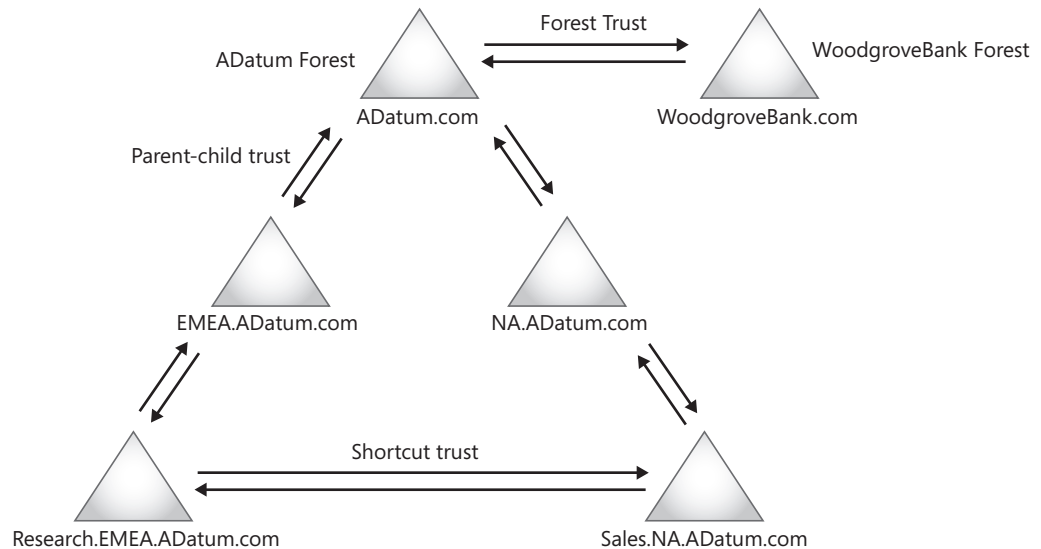 Forest Trust
ADatum Forest
WoodgroveBank Forest
ADatum.com
WoodgroveBank.com
Parent-child trust
EMEA.ADatum.com
NA.ADatum.com
Shortcut trust
Research.EMEA.ADatum.com
Sales.NA.ADatum.com